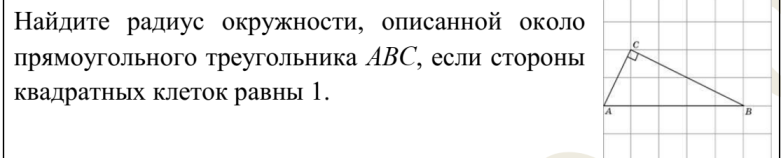 Найдите радиус окружности, описанной около
прямоугольного треугольника ABC, если стороны
квадратных клеток равны 1.
C
A B